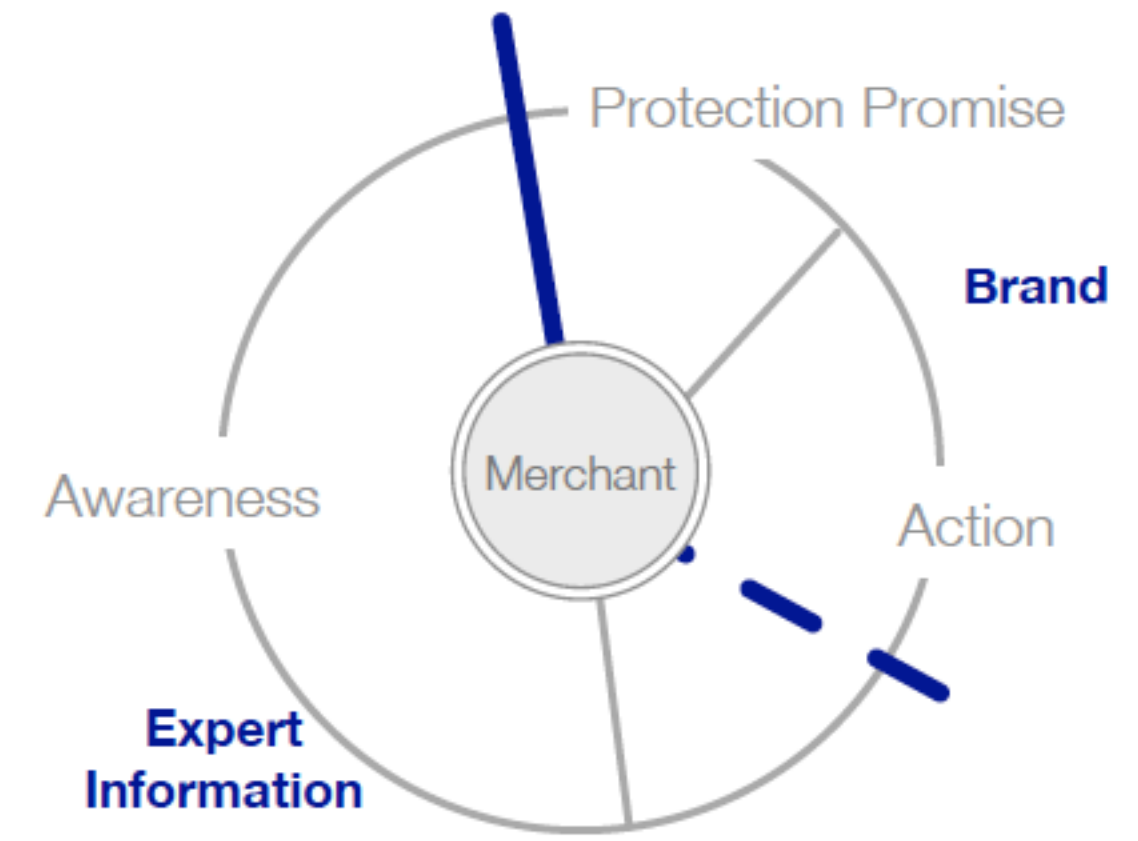 Protection Promise
Brand
Merchant
Awareness
Action
Expert
Information